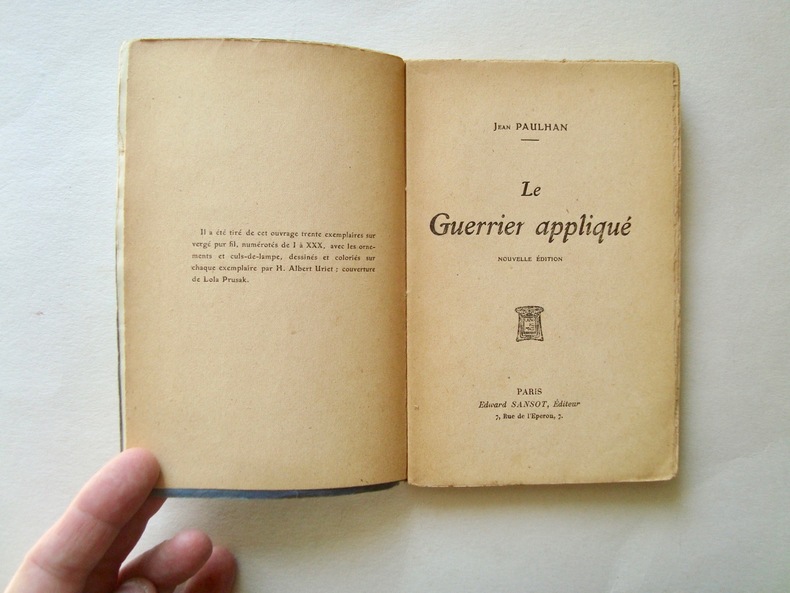 Il a été tiré de cet ouvrage trente exemplaires sur
vergé pur fil, numérotés de I à XXX, avec les orne-
ments et culs-de-lampe, dessinés et coloriés sur
chaque exemplaire par H. Albert Uriet ; couverture
de Lola Prusak.
Jean PAULHAN
Le
Guerrier appliqué
NOUVELLE ÉDITION
PARIS
Edward SANSOT, Éditeur
7, Rue de l'Eperon, 7.